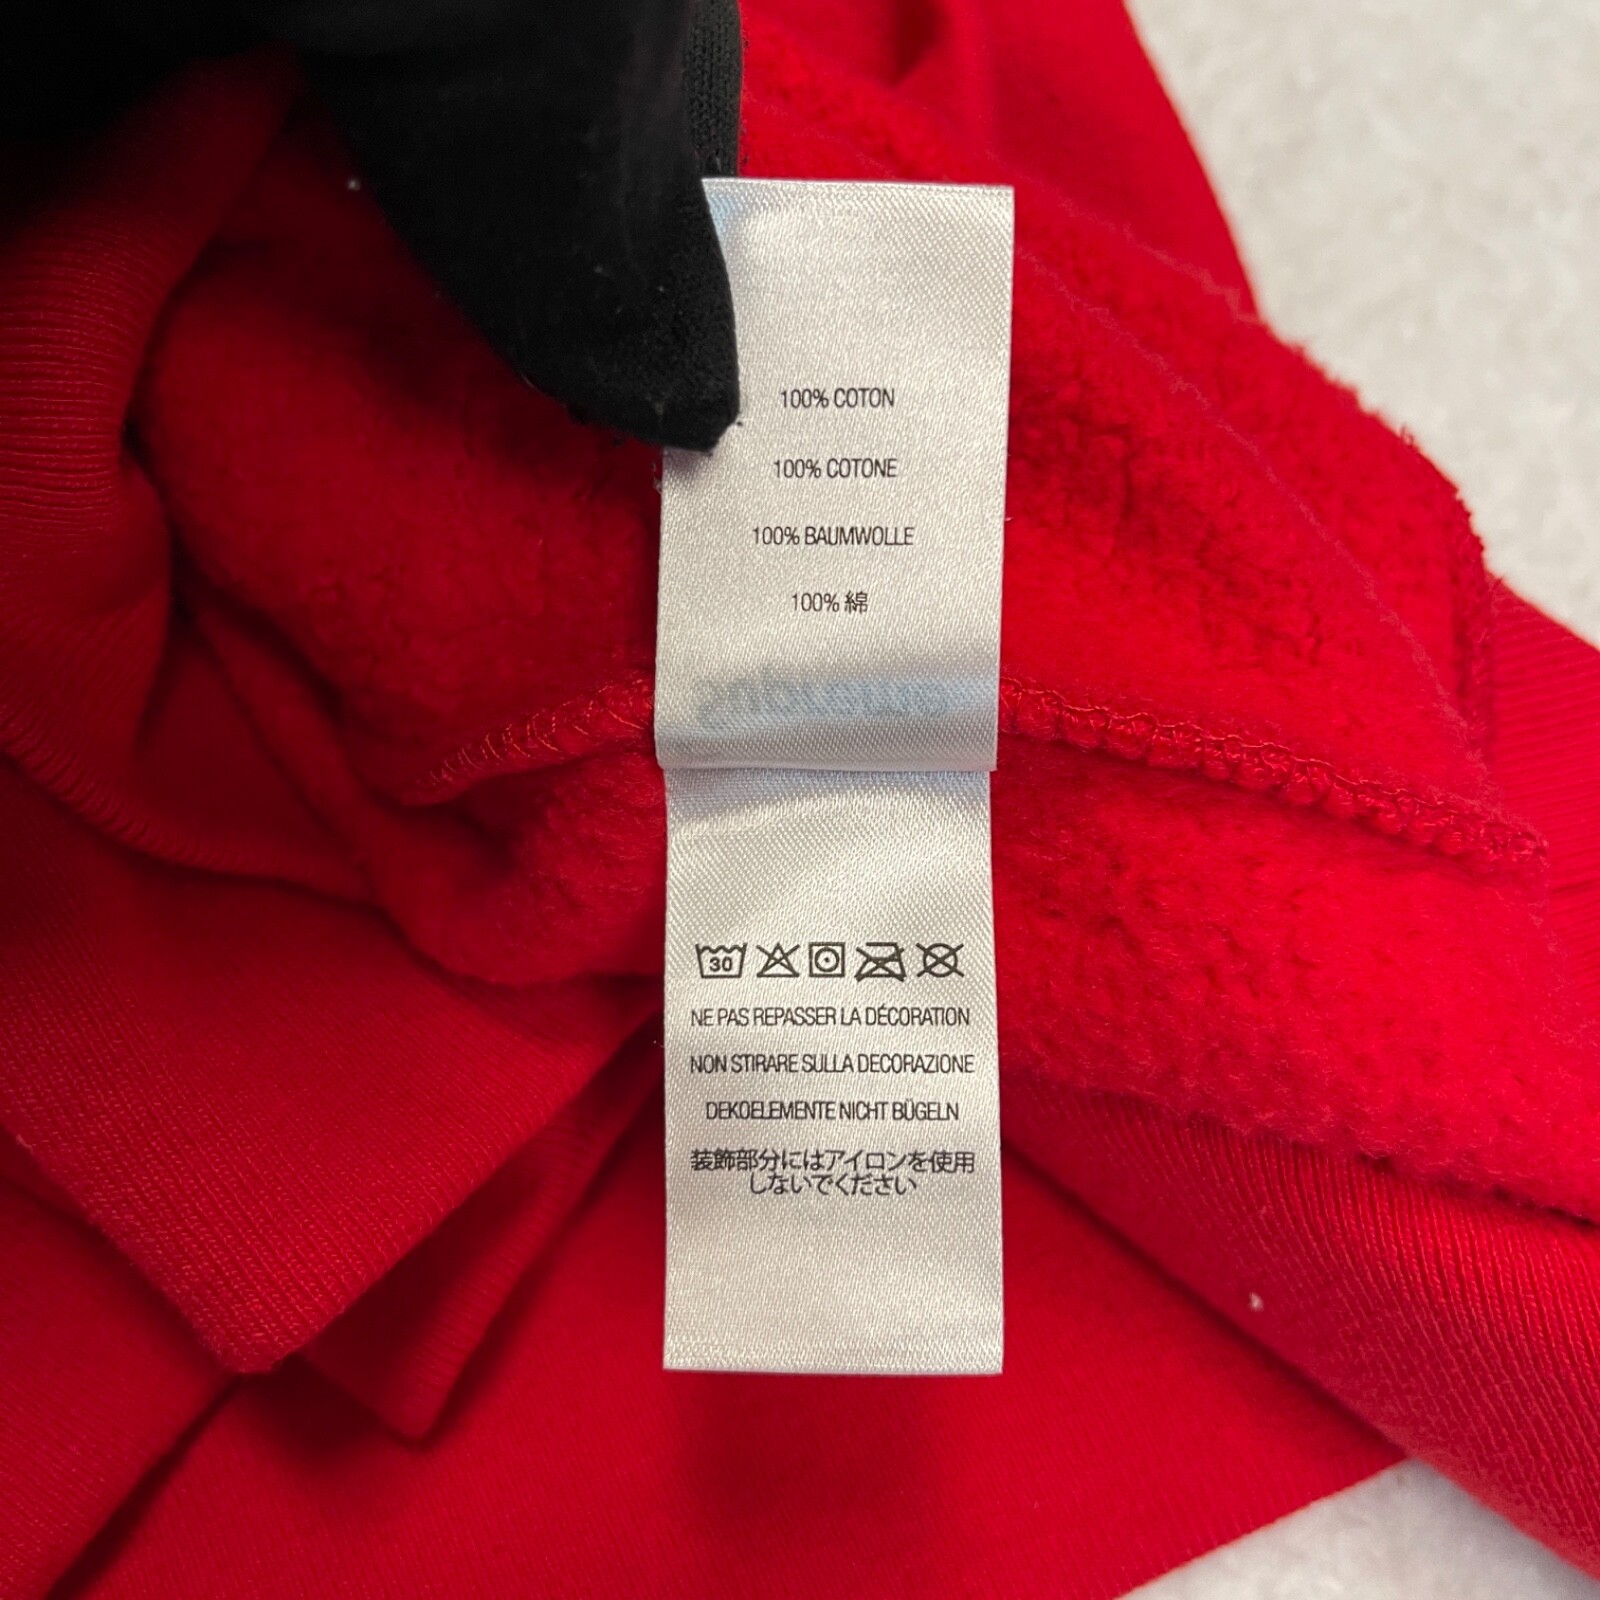 100% COTON
100% COTONE
100% BAUMWOLLE
100% 綿
30
NE PAS REPASSER LA DÉCORATION
NON STIRARE SULLA DECORAZIONE
DEKOELEMENTE NICHT BÜGELN
装飾部分にはアイロンを使用
しないでください